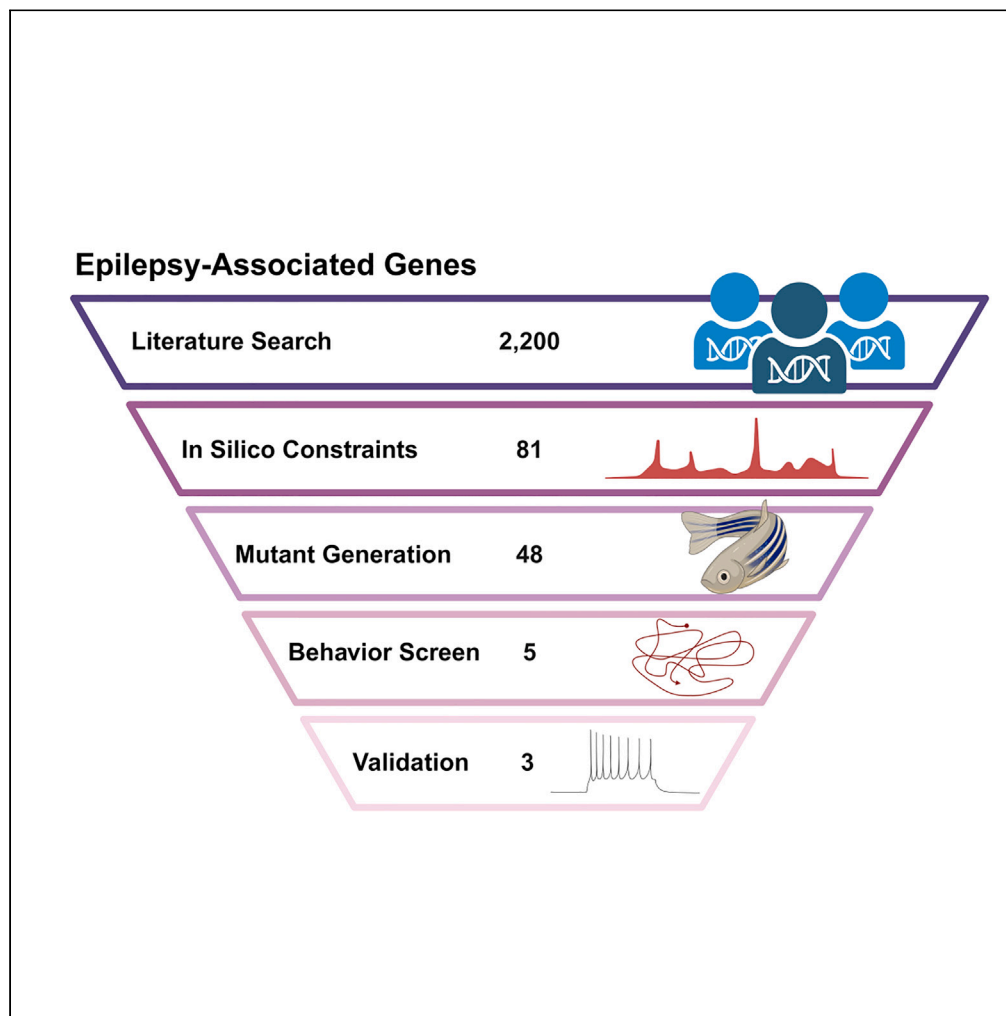 Epilepsy-Associated Genes
Literature Search 2,200
In Silico Constraints 81
Mutant Generation 48
Behavior Screen 5
Validation 3